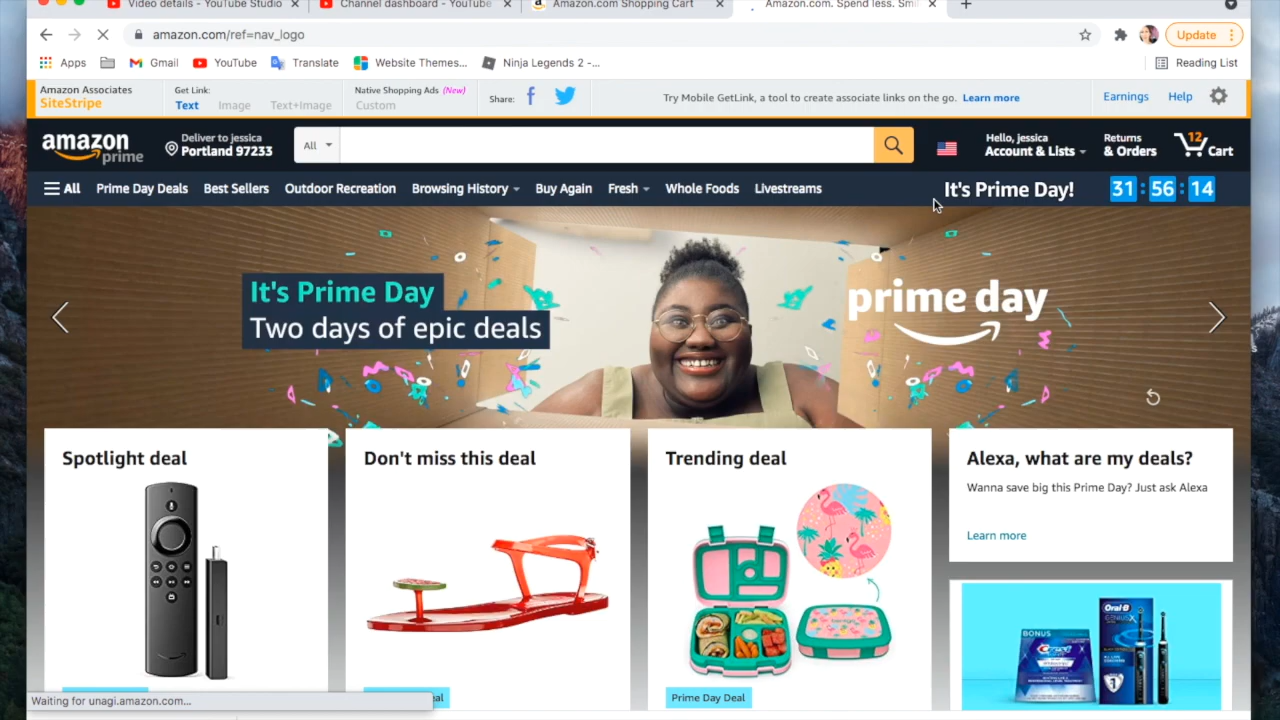 Video details - YouTube Studio
Channel dashboard - YouTube
Amazon.com Shopping Cart
Amazon.com. Spend less. Smi
amazon.com/ref=nav_logo
Update
Apps
Gmail
YouTube
Translate
Website Themes...
Ninja Legends 2 -...
Reading List
Amazon Associates
SiteStripe
Get Link:
Text Image Text+Image
Native Shopping Ads (New)
Custom
Share:
Try Mobile GetLink, a tool to create associate links on the go. Learn more
Earnings
Help
amazon
prime
Deliver to jessica
Portland 97233
All
Hello, jessica
Account & Lists
Returns
& Orders
12
Cart
All
Prime Day Deals
Best Sellers
Outdoor Recreation
Browsing History
Buy Again
Fresh
Whole Foods
Livestreams
It's Prime Day!
31 : 56 : 14
It's Prime Day
Two days of epic deals
prime day
Spotlight deal
Don't miss this deal
Trending deal
Prime Day Deal
Alexa, what are my deals?
Wanna save big this Prime Day? Just ask Alexa
Learn more
Oral-B
BONUS
Crest
Waiting for unagi.amazon.com...